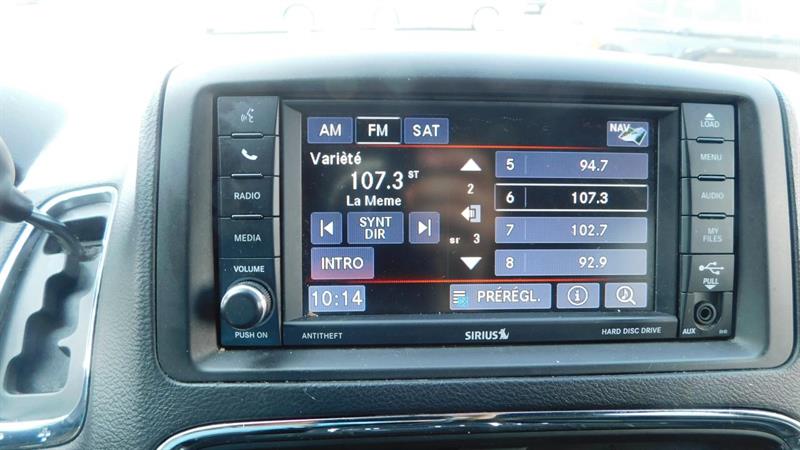 LOAD
AM FM SAT NAV
MENU
Variètè 5 94.7
107.3 ST 2 6 107.3
RADIO La Meme AUDIO
SYNT
DIR
7 102.7
MEDIA sr 3 MY
FILES
INTRO 8 92.9
VOLUME PULL
10:14 PRÉRÉGL. i
PUSH ON ANTITHEFT SIRIUS HARD DISC DRIVE AUX